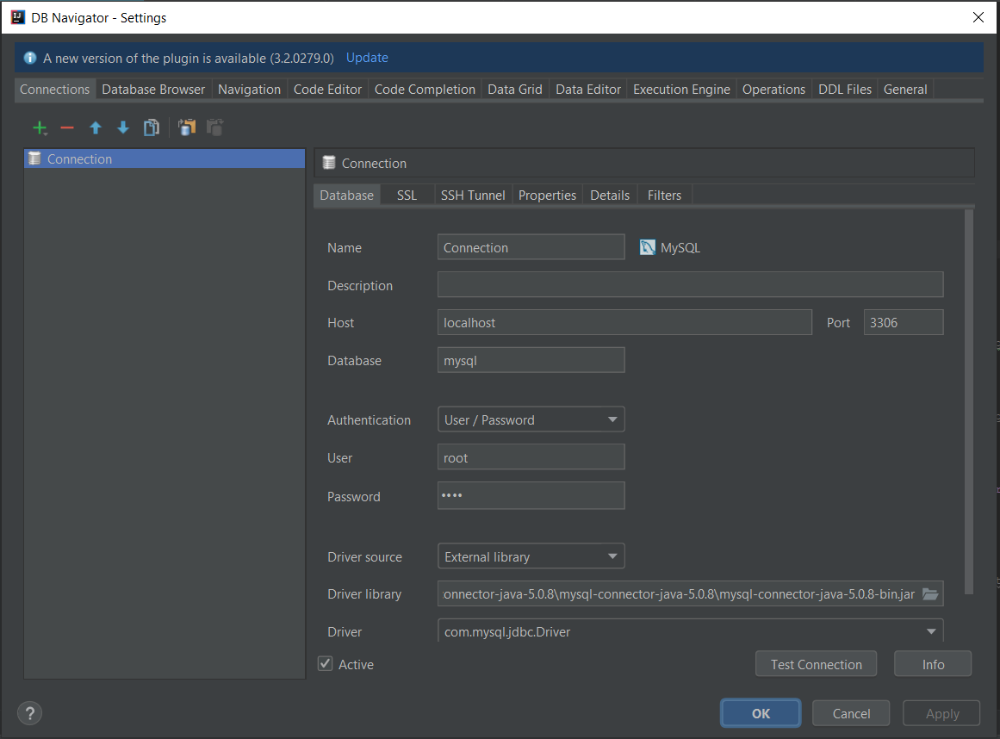 DB Navigator - Settings
A new version of the plugin is available (3.2.0279.0) Update
Connections Database Browser Navigation Code Editor Code Completion Data Grid Data Editor Execution Engine Operations DDL Files General
Connection
Connection
Database SSL SSH Tunnel Properties Details Filters
Name Connection MySQL
Description
Host localhost Port 3306
Database mysql
Authentication User / Password
User root
Password ••••
Driver source External library
Driver library onnector-java-5.0.8\mysql-connector-java-5.0.8\mysql-connector-java-5.0.8-bin.jar
Driver com.mysql.jdbc.Driver
Active Test Connection Info
? OK Cancel Apply